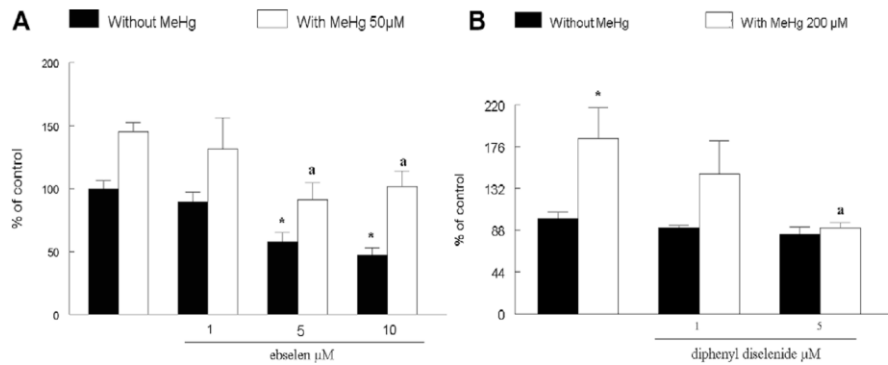 A
Without MeHg
With MeHg 50µM
% of control
200
150
100
50
0
*
a
*
a
1
5
10
ebselen µM
B
Without MeHg
With MeHg 200 µM
% of control
220
176
132
88
44
0
*
a
1
5
diphenyl diselenide µM